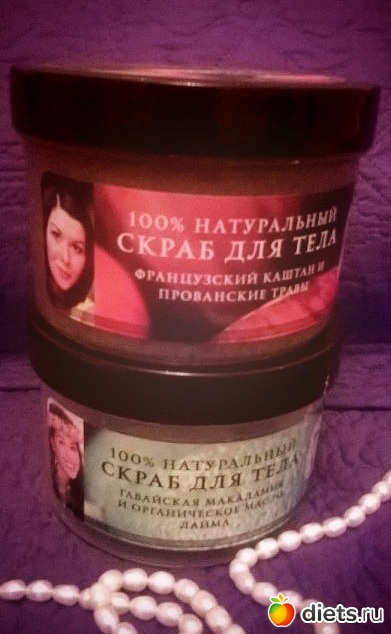 100% НАТУРАЛЬНЫЙ
СКРАБ ДЛЯ ТЕЛА
ФРАНЦУЗСКИЙ КАШТАН И
ПРОВАНСКИЕ ТРАВЫ
100% НАТУРАЛЬНЫЙ
СКРАБ ДЛЯ ТЕЛА
ГАВАЙСКАЯ МАКАДАМИЯ
И ОРГАНИЧЕСКОЕ МАСЛО
ЛАЙМА
diets.ru